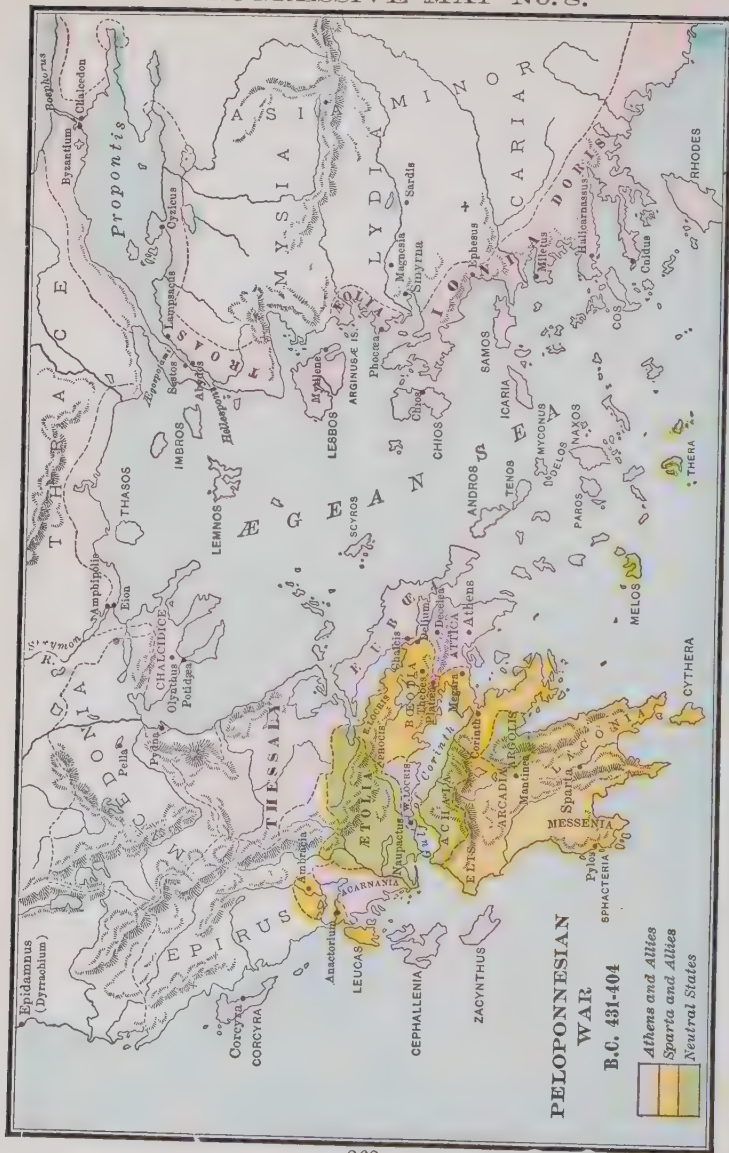 Epidamnus
(Dyrrachium)
Pella
Pydna
R.
Amphipolis
Eion
CHALCIDICE
Olynthus
Potidæa
EPIRUS
THESSALY
Corcyra
CORCYRA
Ambracia
Anactorium
LEUCAS
ACARNANIA
ÆTOLIA
Naupactus
W. LOCRIS
E. LOCRIS
PHOCIS
BŒOTIA
Thebes
Chalcis
Delium
Decelea
ATTICA
Athens
Megara
Corinth
Gulf
Corinth
ACHAIA
ELIS
ARCADIA
ARGOLIS
Mantinea
Sparta
LACONIA
MESSENIA
Pylos
SPHACTERIA
CEPHALLENIA
ZACYNTHUS
CYTHERA
MELOS
THERA
THRACE
THASOS
IMBROS
LEMNOS
SCYROS
ÆGEAN
SEA
ANDROS
TENOS
MYCONUS
DELOS
PAROS
NAXOS
ICARIA
SAMOS
CHIOS
Chios
LESBOS
Mytilene
ARGINUSÆ IS.
Phocæa
Bosphorus
Byzantium
Chalcedon
Propontis
Cyzicus
Lampsacus
Sestos
Abydos
TROAS
MYSIA
ASIA
MINOR
ÆOLIA
LYDIA
Magnesia
Smyrna
Sardis
IONIA
Ephesus
CARIA
Miletus
DORIS
Halicarnassus
COS
Cnidus
RHODES
PELOPONNESIAN
WAR
B.C. 431-404
Athens and Allies
Sparta and Allies
Neutral States